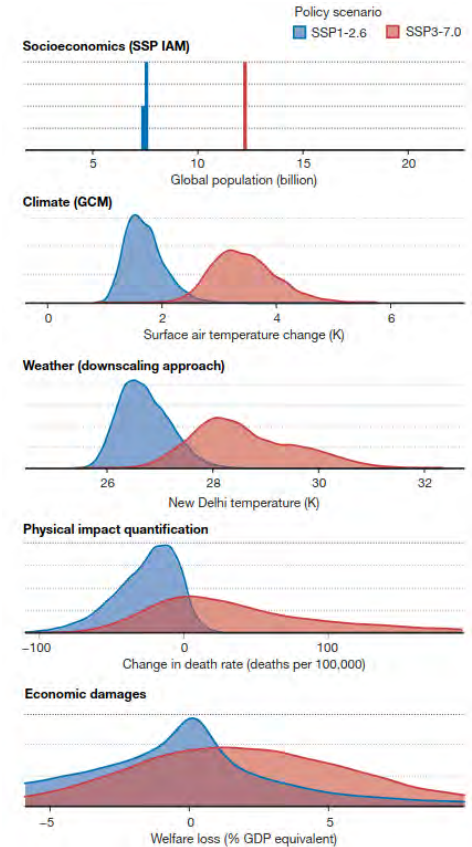 Policy scenario
SSP1-2.6 SSP3-7.0
Socioeconomics (SSP IAM)
5 10 15 20
Global population (billion)
Climate (GCM)
0 2 4 6
Surface air temperature change (K)
Weather (downscaling approach)
26 28 30 32
New Delhi temperature (K)
Physical impact quantification
−100 0 100
Change in death rate (deaths per 100,000)
Economic damages
−5 0 5
Welfare loss (% GDP equivalent)